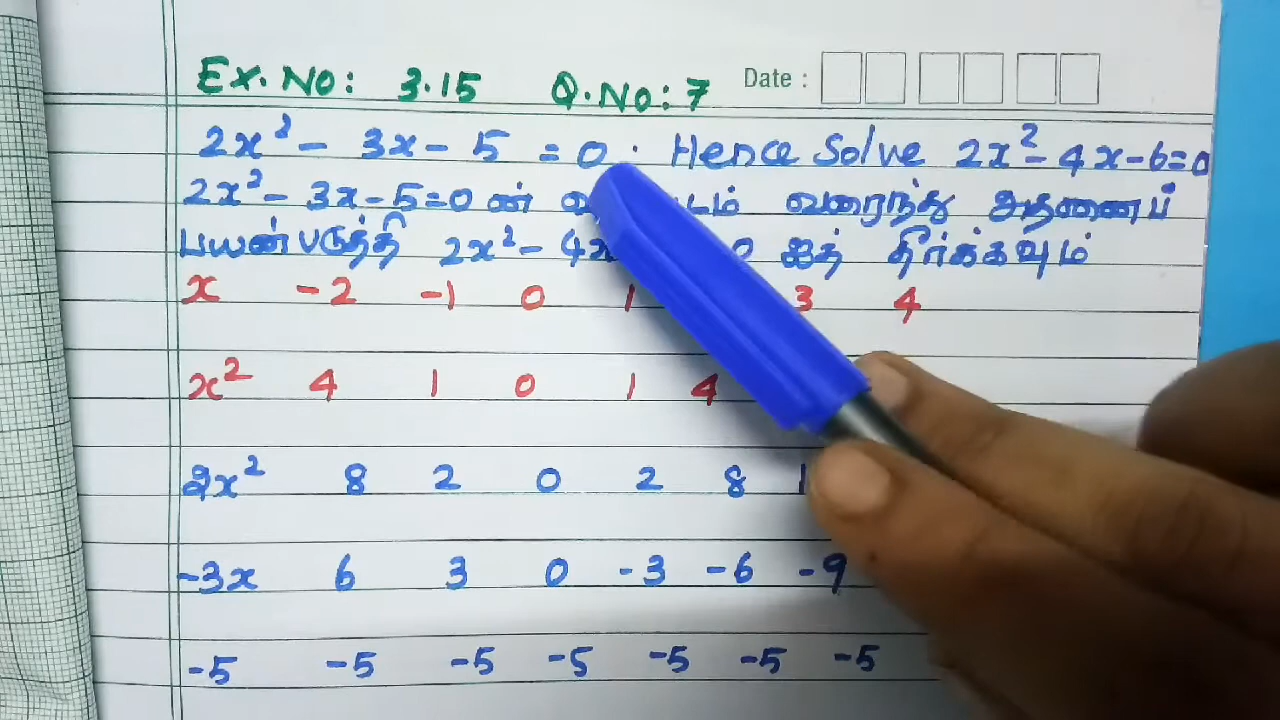 Ex. No: 3.15 Q. No: 7 Date :
2x² - 3x - 5 = 0. Hence Solve 2x² - 4x - 6 = 0
2x² - 3x - 5 = 0 ன் வரைந்து அதனைப்
பயன்படுத்தி 2x² - 4x 0 ஐத் தீர்க்கவும்
x -2 -1 0 1 3 4
x² 4 1 0 1 4
2x² 8 2 0 2 8 1
-3x 6 3 0 -3 -6 -9
-5 -5 -5 -5 -5 -5 -5